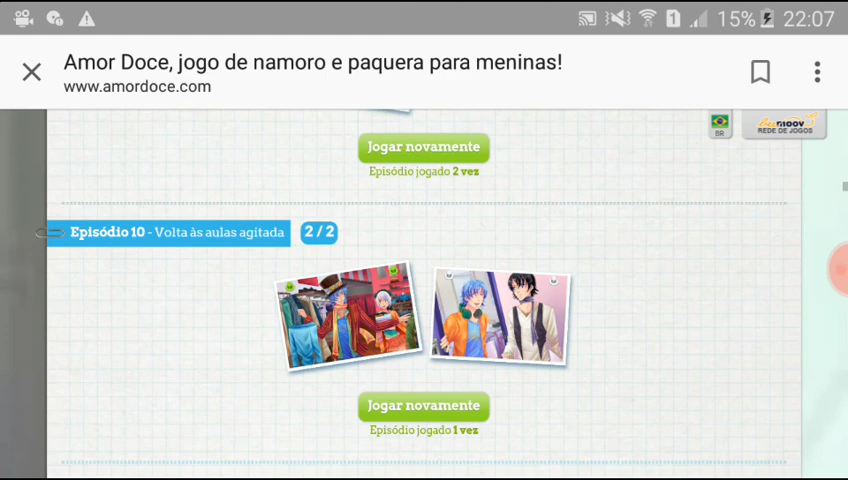 1 15% 22:07
Amor Doce, jogo de namoro e paquera para meninas!
www.amordoce.com
BR
REDE DE JOGOS
Jogar novamente
Episódio jogado 2 vez
Episódio 10 - Volta às aulas agitada 2 / 2
Jogar novamente
Episódio jogado 1 vez